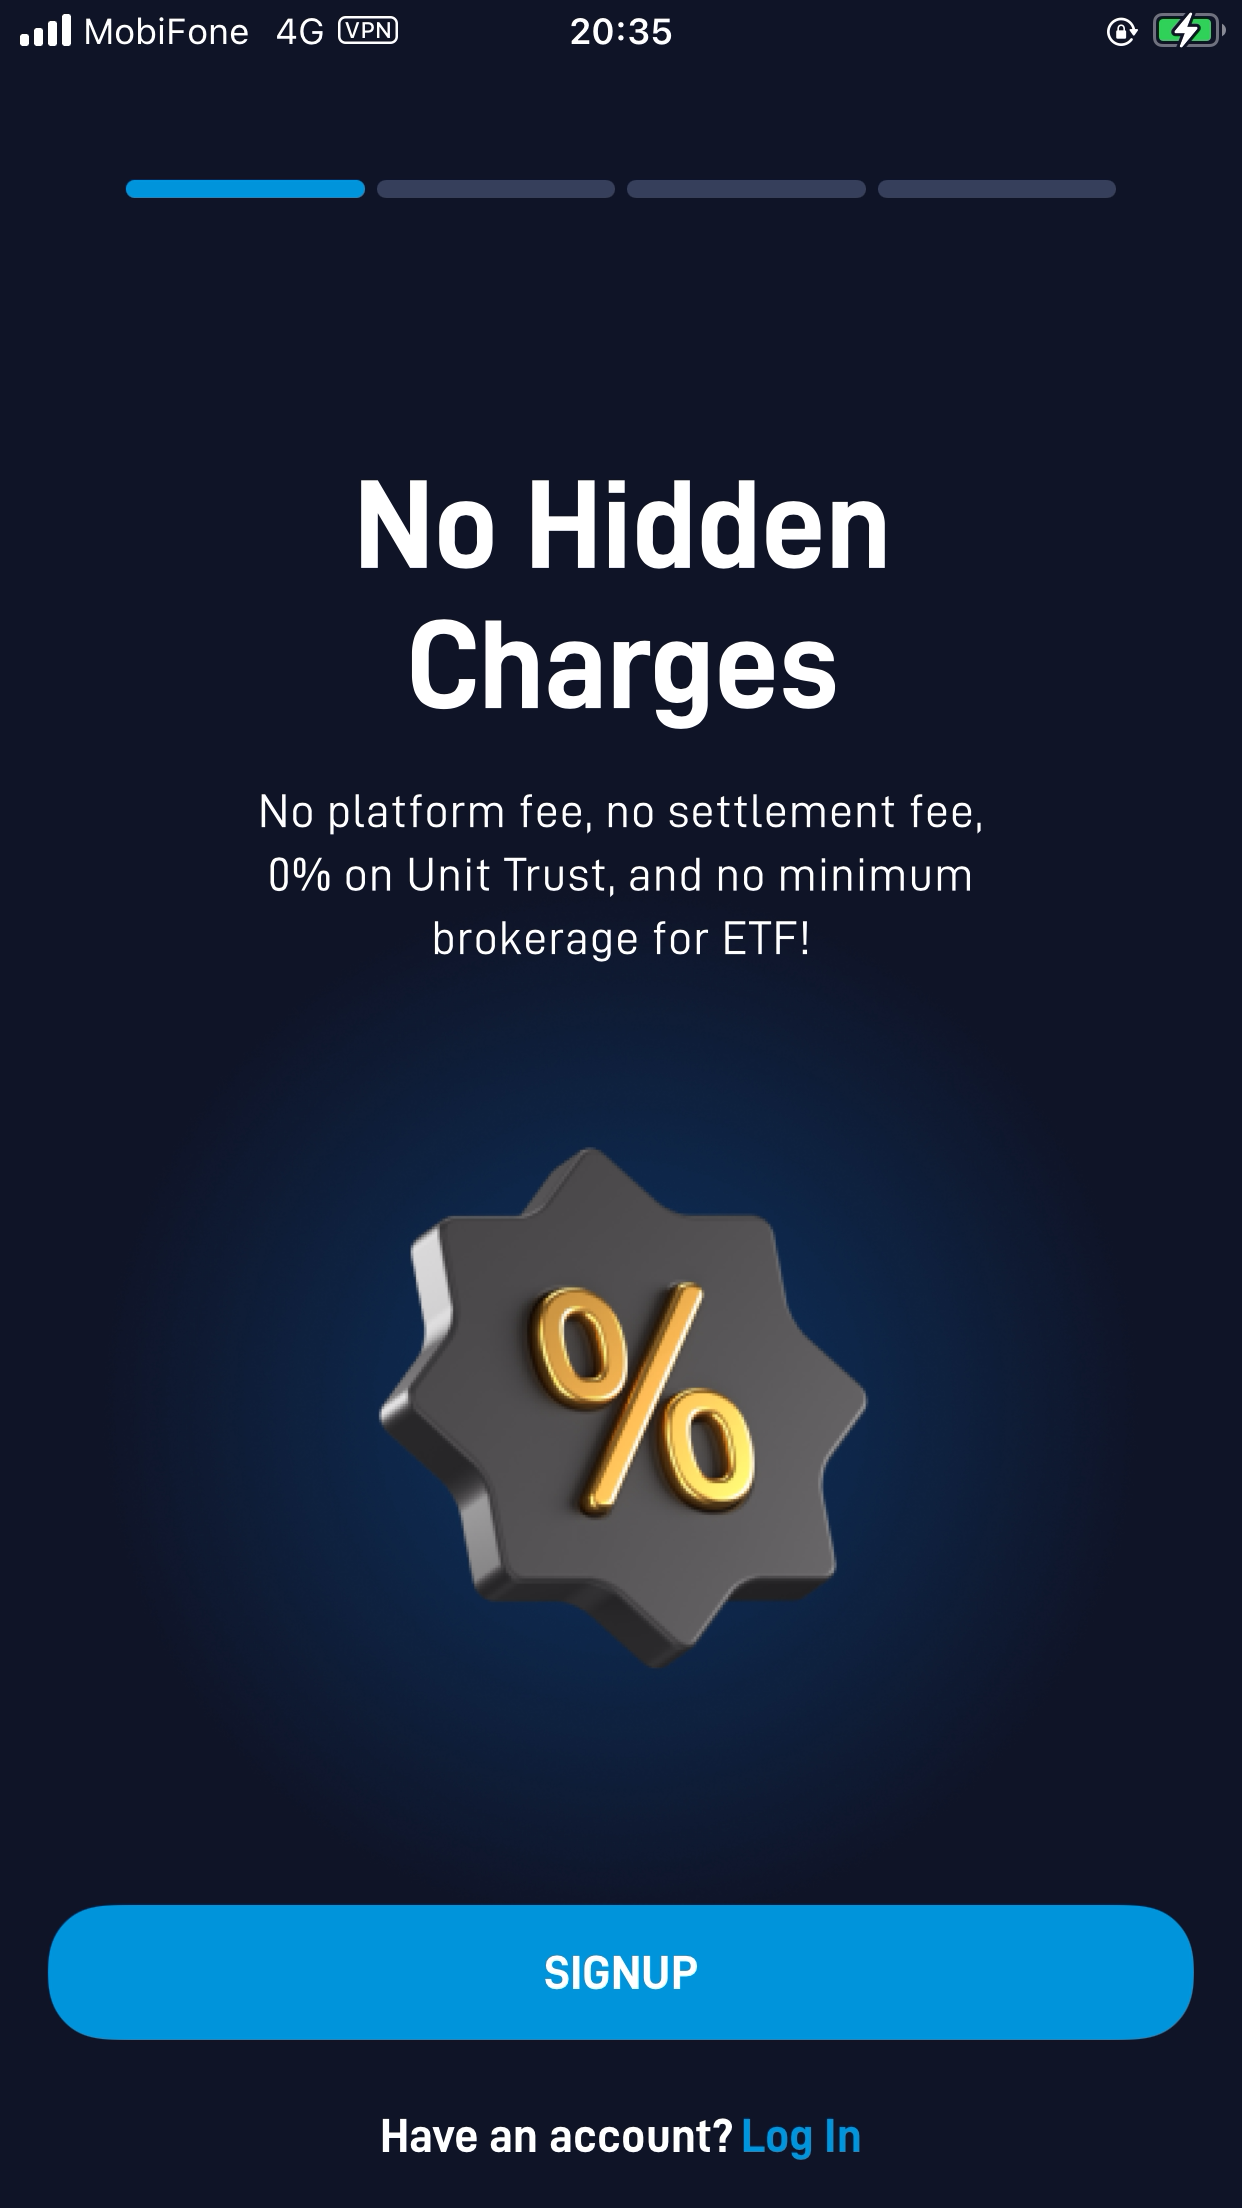 MobiFone 4G VPN 20:35
No Hidden
Charges
No platform fee, no settlement fee,
0% on Unit Trust, and no minimum
brokerage for ETF!
%
SIGNUP
Have an account? Log In